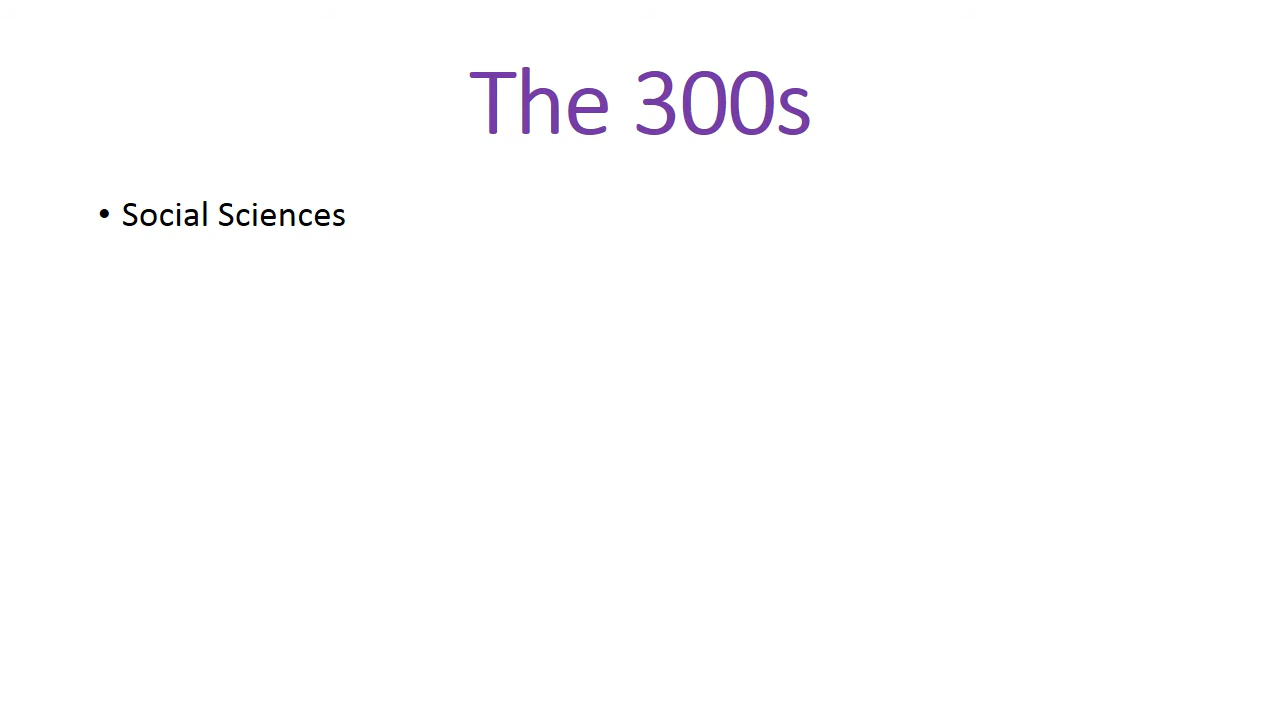 The 300s
• Social Sciences